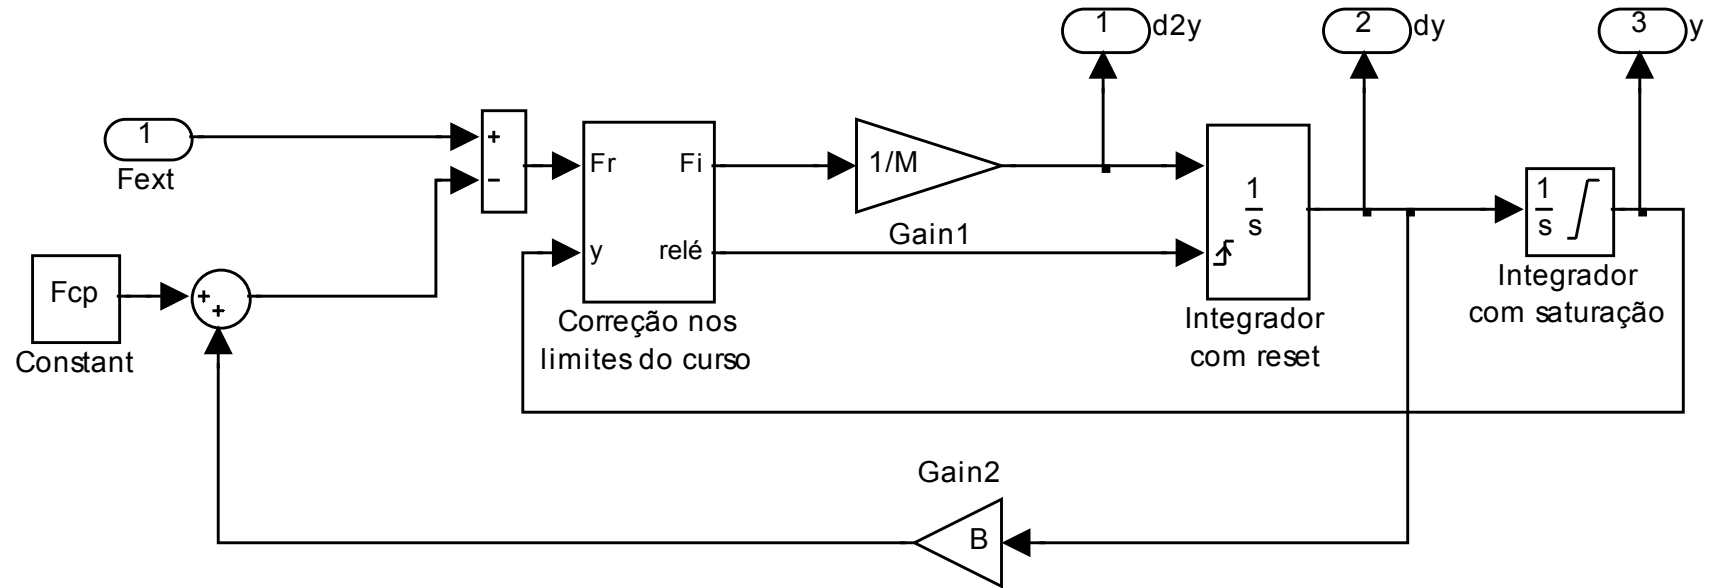 1
d2y
2
dy
3
y
1
Fext
+
−
Fr
Fi
y
relé
Correção nos
limites do curso
1/M
Gain1
1
s
Integrador
com reset
1
s
Integrador
com saturação
Fcp
Constant
+
+
Gain2
B